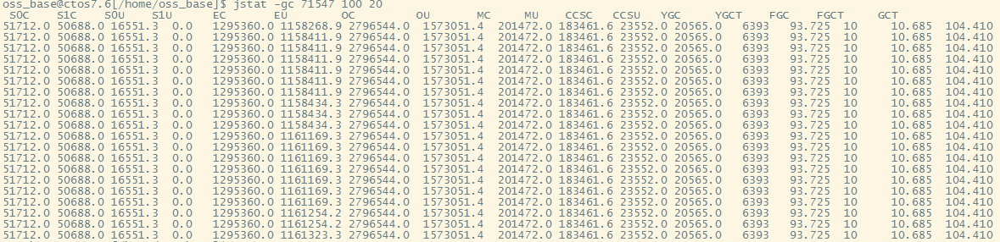 oss_base@ctos7.6[/home/oss_base]$ jstat -gc 71547 100 20
S0C S1C S0U S1U EC EU OC OU MC MU CCSC CCSU YGC YGCT FGC FGCT GCT
51712.0 50688.0 16551.3 0.0 1295360.0 1158268.9 2796544.0 1573051.4 201472.0 183461.6 23552.0 20565.0 6393 93.725 10 10.685 104.410
51712.0 50688.0 16551.3 0.0 1295360.0 1158411.9 2796544.0 1573051.4 201472.0 183461.6 23552.0 20565.0 6393 93.725 10 10.685 104.410
51712.0 50688.0 16551.3 0.0 1295360.0 1158411.9 2796544.0 1573051.4 201472.0 183461.6 23552.0 20565.0 6393 93.725 10 10.685 104.410
51712.0 50688.0 16551.3 0.0 1295360.0 1158411.9 2796544.0 1573051.4 201472.0 183461.6 23552.0 20565.0 6393 93.725 10 10.685 104.410
51712.0 50688.0 16551.3 0.0 1295360.0 1158411.9 2796544.0 1573051.4 201472.0 183461.6 23552.0 20565.0 6393 93.725 10 10.685 104.410
51712.0 50688.0 16551.3 0.0 1295360.0 1158411.9 2796544.0 1573051.4 201472.0 183461.6 23552.0 20565.0 6393 93.725 10 10.685 104.410
51712.0 50688.0 16551.3 0.0 1295360.0 1158411.9 2796544.0 1573051.4 201472.0 183461.6 23552.0 20565.0 6393 93.725 10 10.685 104.410
51712.0 50688.0 16551.3 0.0 1295360.0 1158434.3 2796544.0 1573051.4 201472.0 183461.6 23552.0 20565.0 6393 93.725 10 10.685 104.410
51712.0 50688.0 16551.3 0.0 1295360.0 1158434.3 2796544.0 1573051.4 201472.0 183461.6 23552.0 20565.0 6393 93.725 10 10.685 104.410
51712.0 50688.0 16551.3 0.0 1295360.0 1158434.3 2796544.0 1573051.4 201472.0 183461.6 23552.0 20565.0 6393 93.725 10 10.685 104.410
51712.0 50688.0 16551.3 0.0 1295360.0 1161169.3 2796544.0 1573051.4 201472.0 183461.6 23552.0 20565.0 6393 93.725 10 10.685 104.410
51712.0 50688.0 16551.3 0.0 1295360.0 1161169.3 2796544.0 1573051.4 201472.0 183461.6 23552.0 20565.0 6393 93.725 10 10.685 104.410
51712.0 50688.0 16551.3 0.0 1295360.0 1161169.3 2796544.0 1573051.4 201472.0 183461.6 23552.0 20565.0 6393 93.725 10 10.685 104.410
51712.0 50688.0 16551.3 0.0 1295360.0 1161169.3 2796544.0 1573051.4 201472.0 183461.6 23552.0 20565.0 6393 93.725 10 10.685 104.410
51712.0 50688.0 16551.3 0.0 1295360.0 1161169.3 2796544.0 1573051.4 201472.0 183461.6 23552.0 20565.0 6393 93.725 10 10.685 104.410
51712.0 50688.0 16551.3 0.0 1295360.0 1161169.3 2796544.0 1573051.4 201472.0 183461.6 23552.0 20565.0 6393 93.725 10 10.685 104.410
51712.0 50688.0 16551.3 0.0 1295360.0 1161169.3 2796544.0 1573051.4 201472.0 183461.6 23552.0 20565.0 6393 93.725 10 10.685 104.410
51712.0 50688.0 16551.3 0.0 1295360.0 1161254.2 2796544.0 1573051.4 201472.0 183461.6 23552.0 20565.0 6393 93.725 10 10.685 104.410
51712.0 50688.0 16551.3 0.0 1295360.0 1161254.2 2796544.0 1573051.4 201472.0 183461.6 23552.0 20565.0 6393 93.725 10 10.685 104.410
51712.0 50688.0 16551.3 0.0 1295360.0 1161323.3 2796544.0 1573051.4 201472.0 183461.6 23552.0 20565.0 6393 93.725 10 10.685 104.410